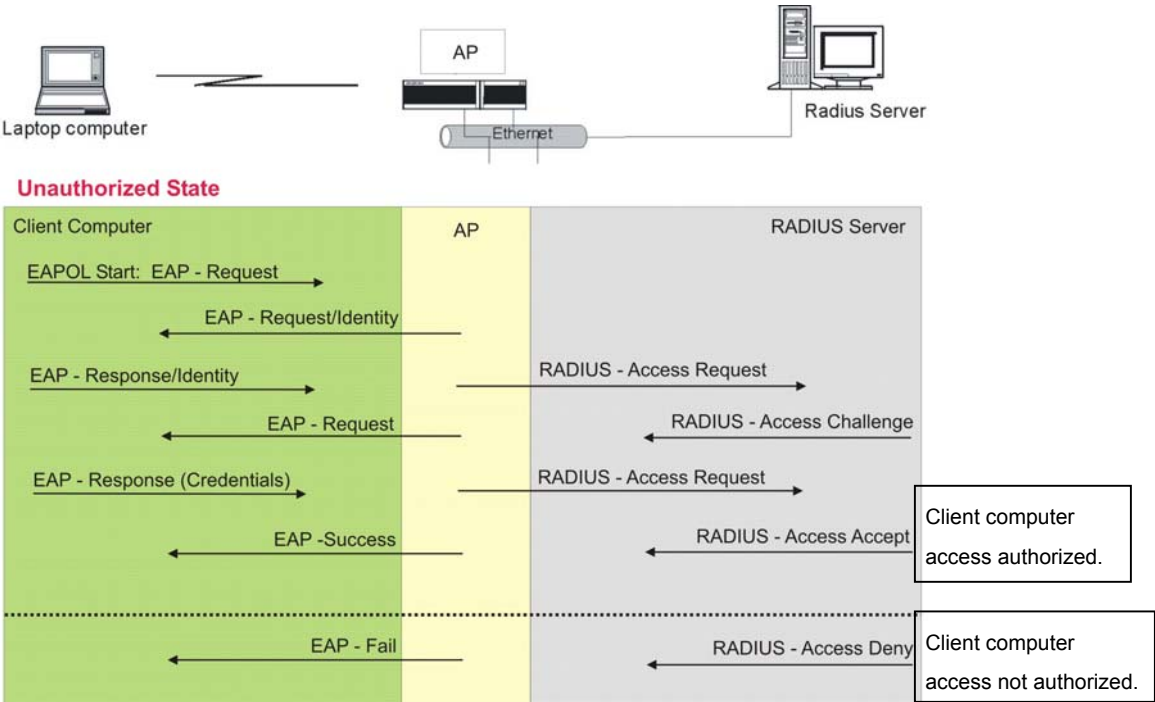 AP
Laptop computer
Ethernet
Radius Server
Unauthorized State
Client Computer
AP
RADIUS Server
EAPOL Start: EAP - Request
EAP - Request/Identity
EAP - Response/Identity
RADIUS - Access Request
EAP - Request
RADIUS - Access Challenge
EAP - Response (Credentials)
RADIUS - Access Request
EAP -Success
RADIUS - Access Accept
Client computer
access authorized.
EAP - Fail
RADIUS - Access Deny
Client computer
access not authorized.